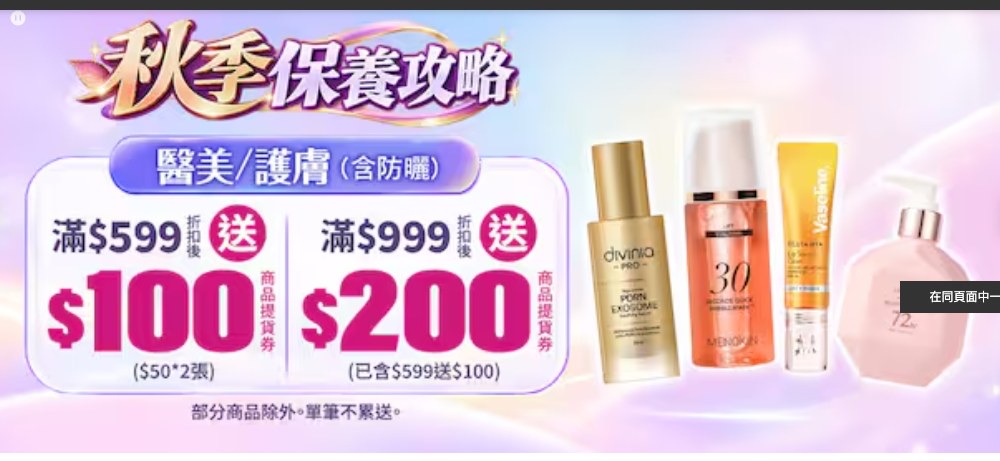 秋季保養攻略
醫美/護膚(含防曬)
滿$599 折扣後 送
$100 商品提貨券
($50*2張)
滿$999 折扣後 送
$200 商品提貨券
(已含$599送$100)
部分商品除外。單筆不累送。
divinia
- PRO -
PDRN
EXOSOME
30
MENOKIN
Vaseline
在同頁面中一